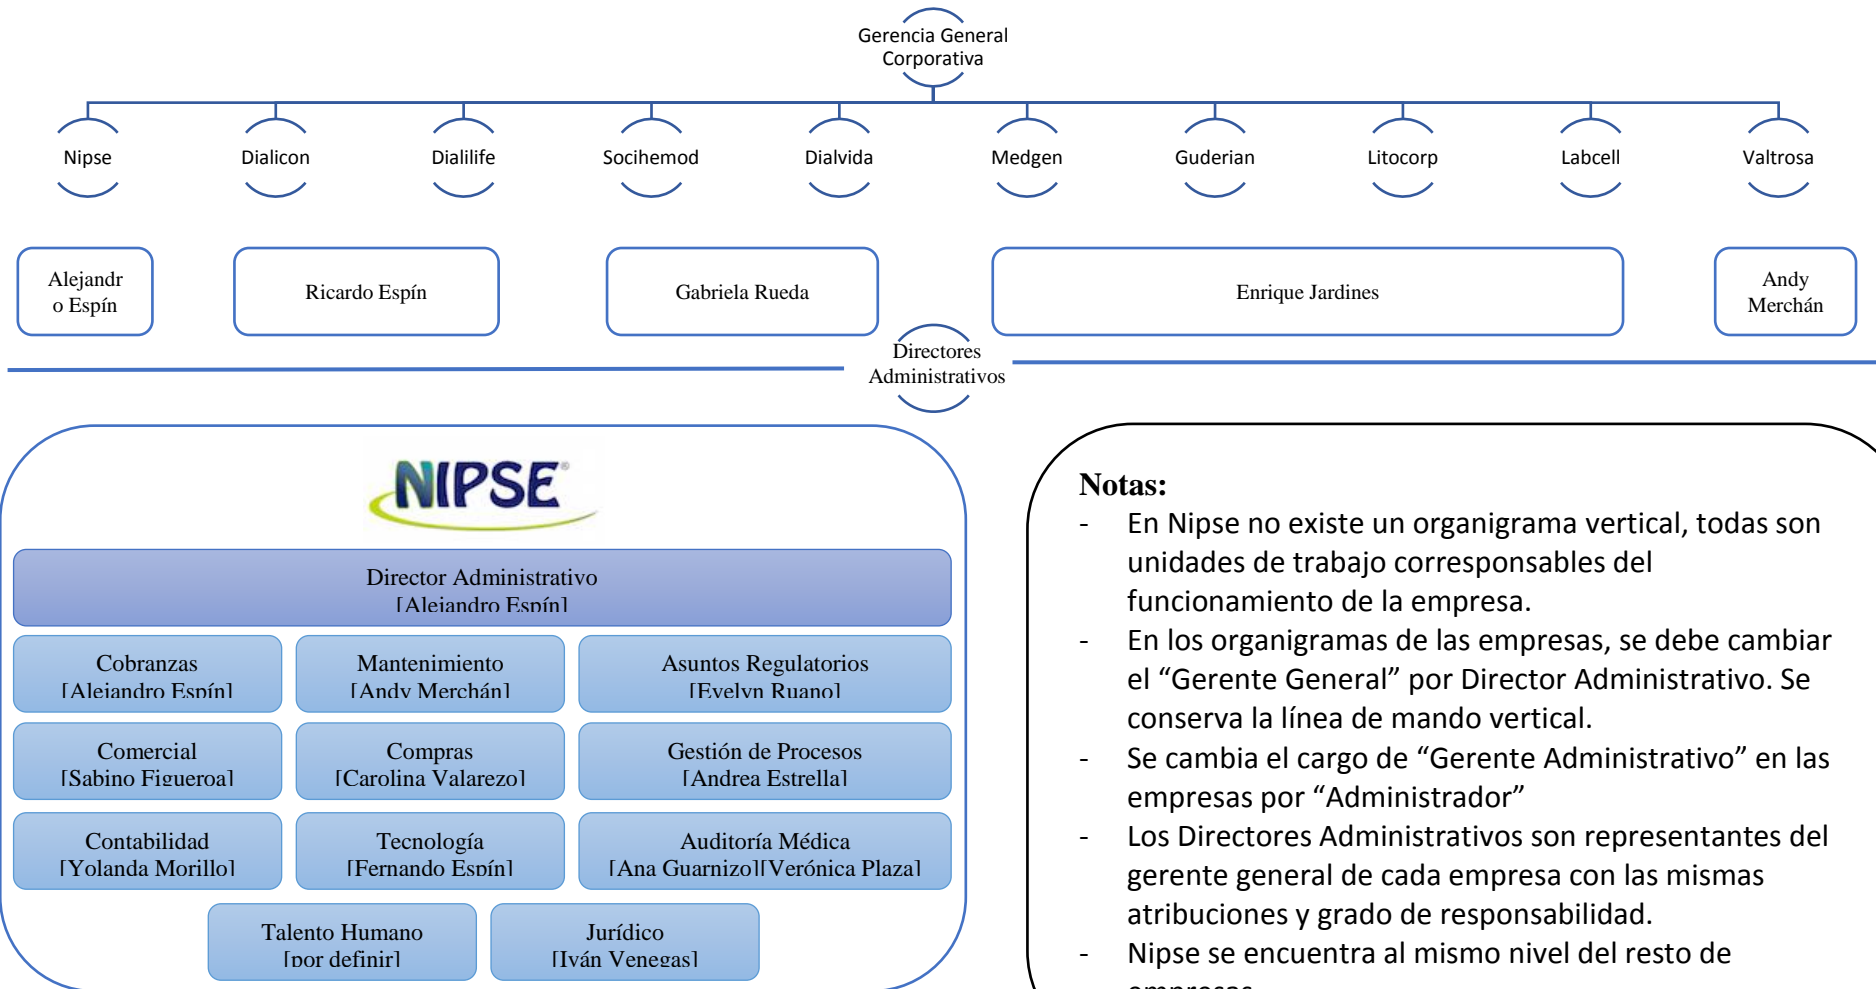 Gerencia General
Corporativa
Nipse
Dialicon
Dialilife
Socihemod
Dialvida
Medgen
Guderian
Litocorp
Labcell
Valtrosa
Alejandr
o Espín
Ricardo Espín
Gabriela Rueda
Enrique Jardines
Andy
Merchán
Directores
Administrativos
NIPSE®
Director Administrativo
[Alejandro Espín]
Cobranzas
[Alejandro Espín]
Mantenimiento
[Andy Merchán]
Asuntos Regulatorios
[Evelyn Ruano]
Comercial
[Sabino Figueroa]
Compras
[Carolina Valarezo]
Gestión de Procesos
[Andrea Estrella]
Contabilidad
[Yolanda Morillo]
Tecnología
[Fernando Espín]
Auditoría Médica
[Ana Guarnizo][Verónica Plaza]
Talento Humano
[por definir]
Jurídico
[Iván Venegas]
Notas:
- En Nipse no existe un organigrama vertical, todas son
unidades de trabajo corresponsables del
funcionamiento de la empresa.
- En los organigramas de las empresas, se debe cambiar
el “Gerente General” por Director Administrativo. Se
conserva la línea de mando vertical.
- Se cambia el cargo de “Gerente Administrativo” en las
empresas por “Administrador”
- Los Directores Administrativos son representantes del
gerente general de cada empresa con las mismas
atribuciones y grado de responsabilidad.
- Nipse se encuentra al mismo nivel del resto de
empresas